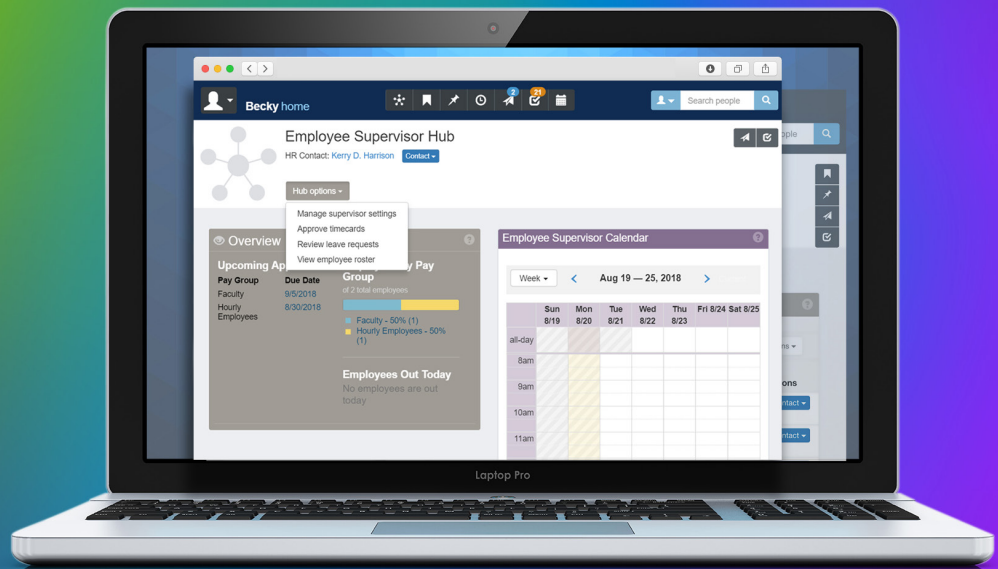 Becky home
2
21
Search people
ople
Employee Supervisor Hub
HR Contact: Kerry D. Harrison Contact
Hub options
Manage supervisor settings
Approve timecards
Review leave requests
View employee roster
Overview
Upcoming Ap
Pay Group Due Date
Faculty 9/5/2018
Hourly Employees 8/30/2018
y Pay
Group
of 2 total employees
Faculty - 50% (1)
Hourly Employees - 50%
(1)
Employees Out Today
No employees are out
today
Employee Supervisor Calendar
Week
Aug 19 — 25, 2018
Sun Mon Tue Wed Thu Fri 8/24 Sat 8/25
8/19 8/20 8/21 8/22 8/23
all-day
8am
9am
10am
11am
ns
ons
ntact
ntact
Laptop Pro